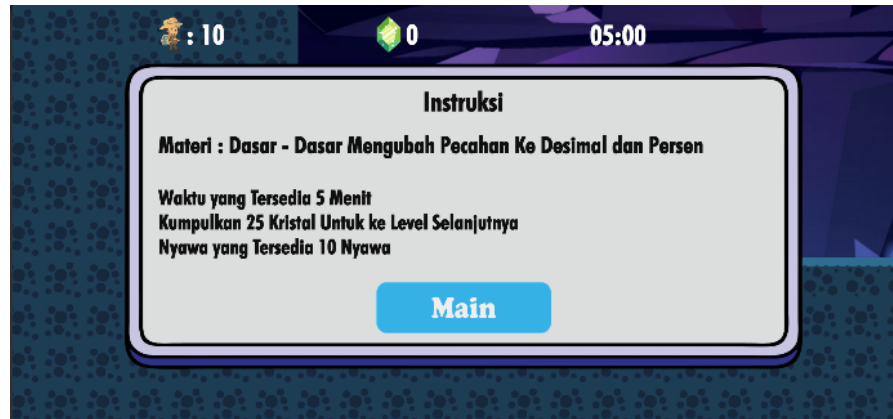 : 10
0
05:00
Instruksi
Materi : Dasar - Dasar Mengubah Pecahan Ke Desimal dan Persen
Waktu yang Tersedia 5 Menit
Kumpulkan 25 Kristal Untuk ke Level Selanjutnya
Nyawa yang Tersedia 10 Nyawa
Main